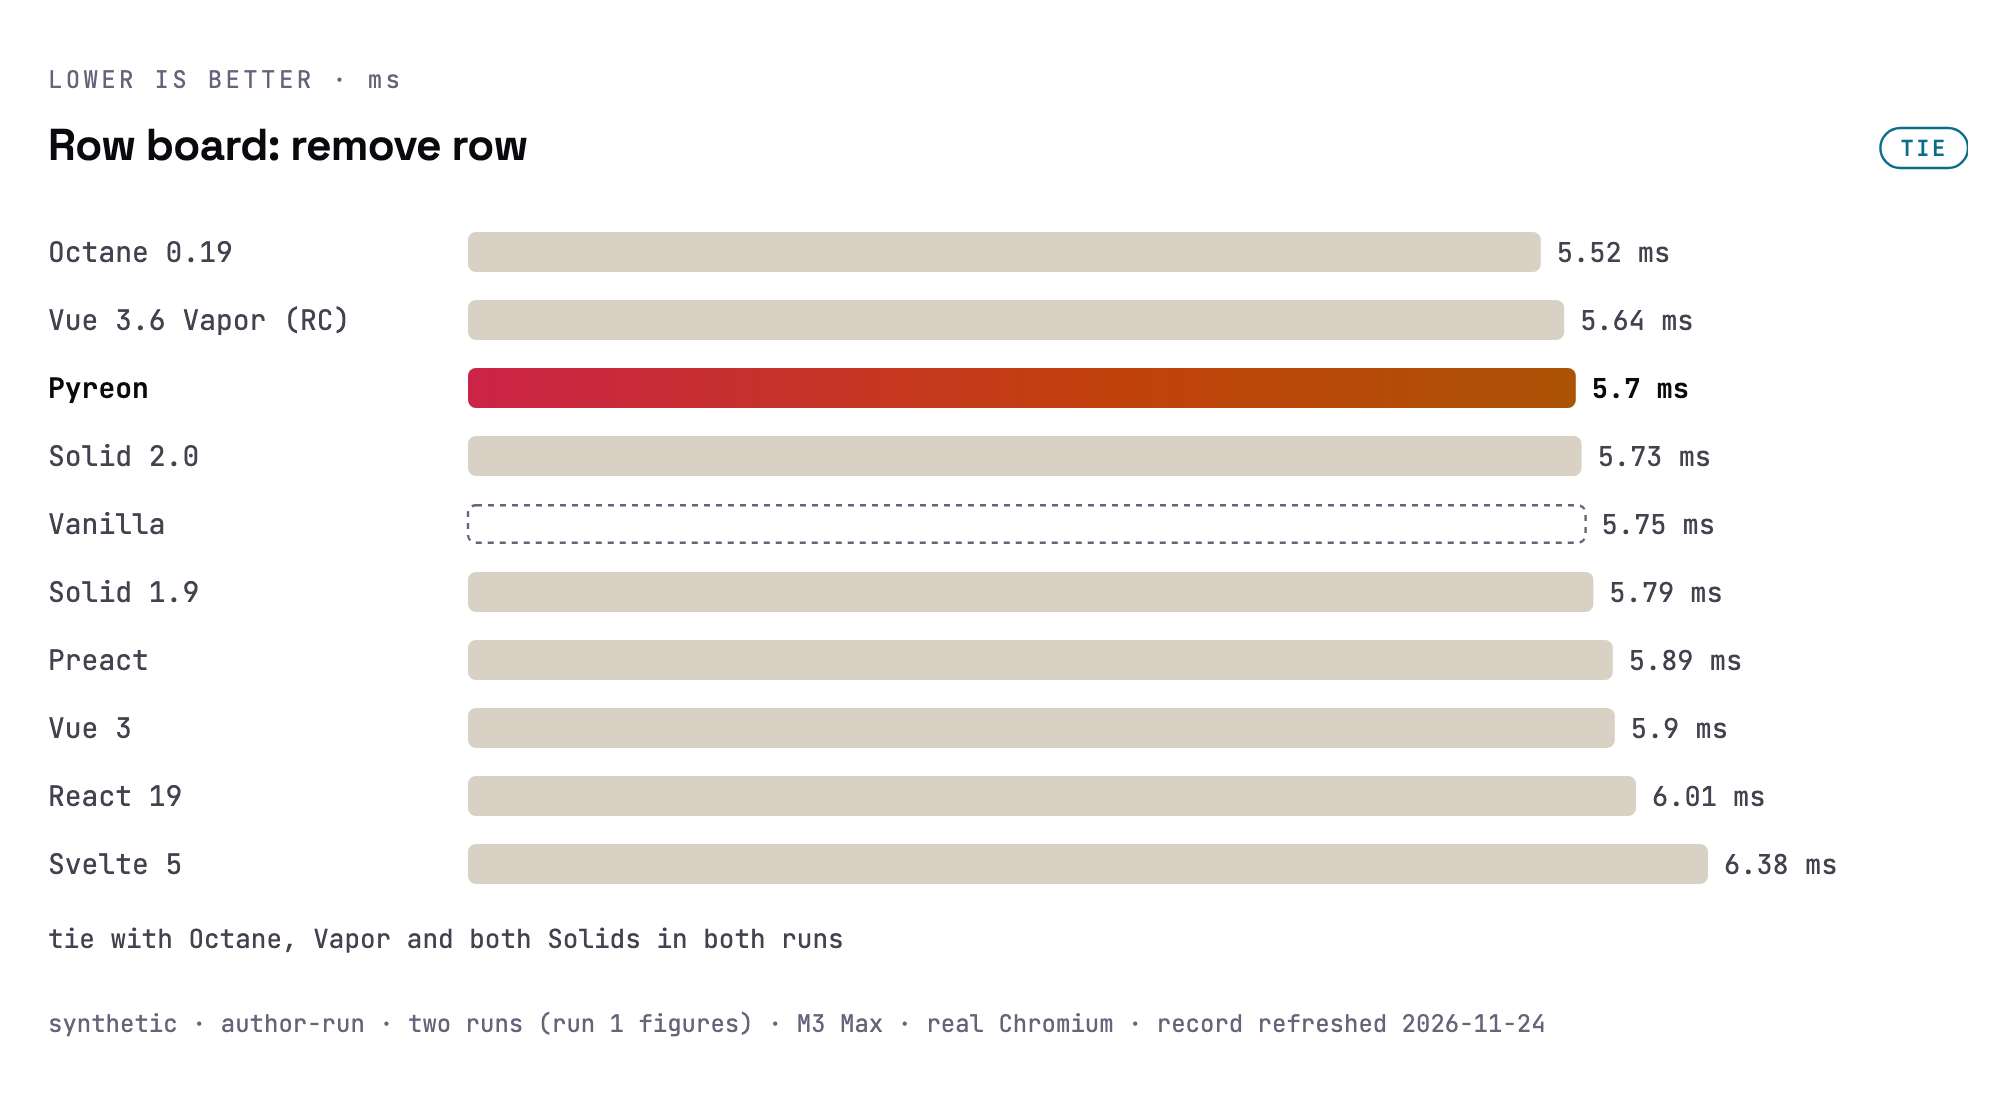 LOWER IS BETTER · ms
Row board: remove row
TIE
Octane 0.19 5.52 ms
Vue 3.6 Vapor (RC) 5.64 ms
Pyreon 5.7 ms
Solid 2.0 5.73 ms
Vanilla 5.75 ms
Solid 1.9 5.79 ms
Preact 5.89 ms
Vue 3 5.9 ms
React 19 6.01 ms
Svelte 5 6.38 ms
tie with Octane, Vapor and both Solids in both runs
synthetic · author-run · two runs (run 1 figures) · M3 Max · real Chromium · record refreshed 2026-11-24